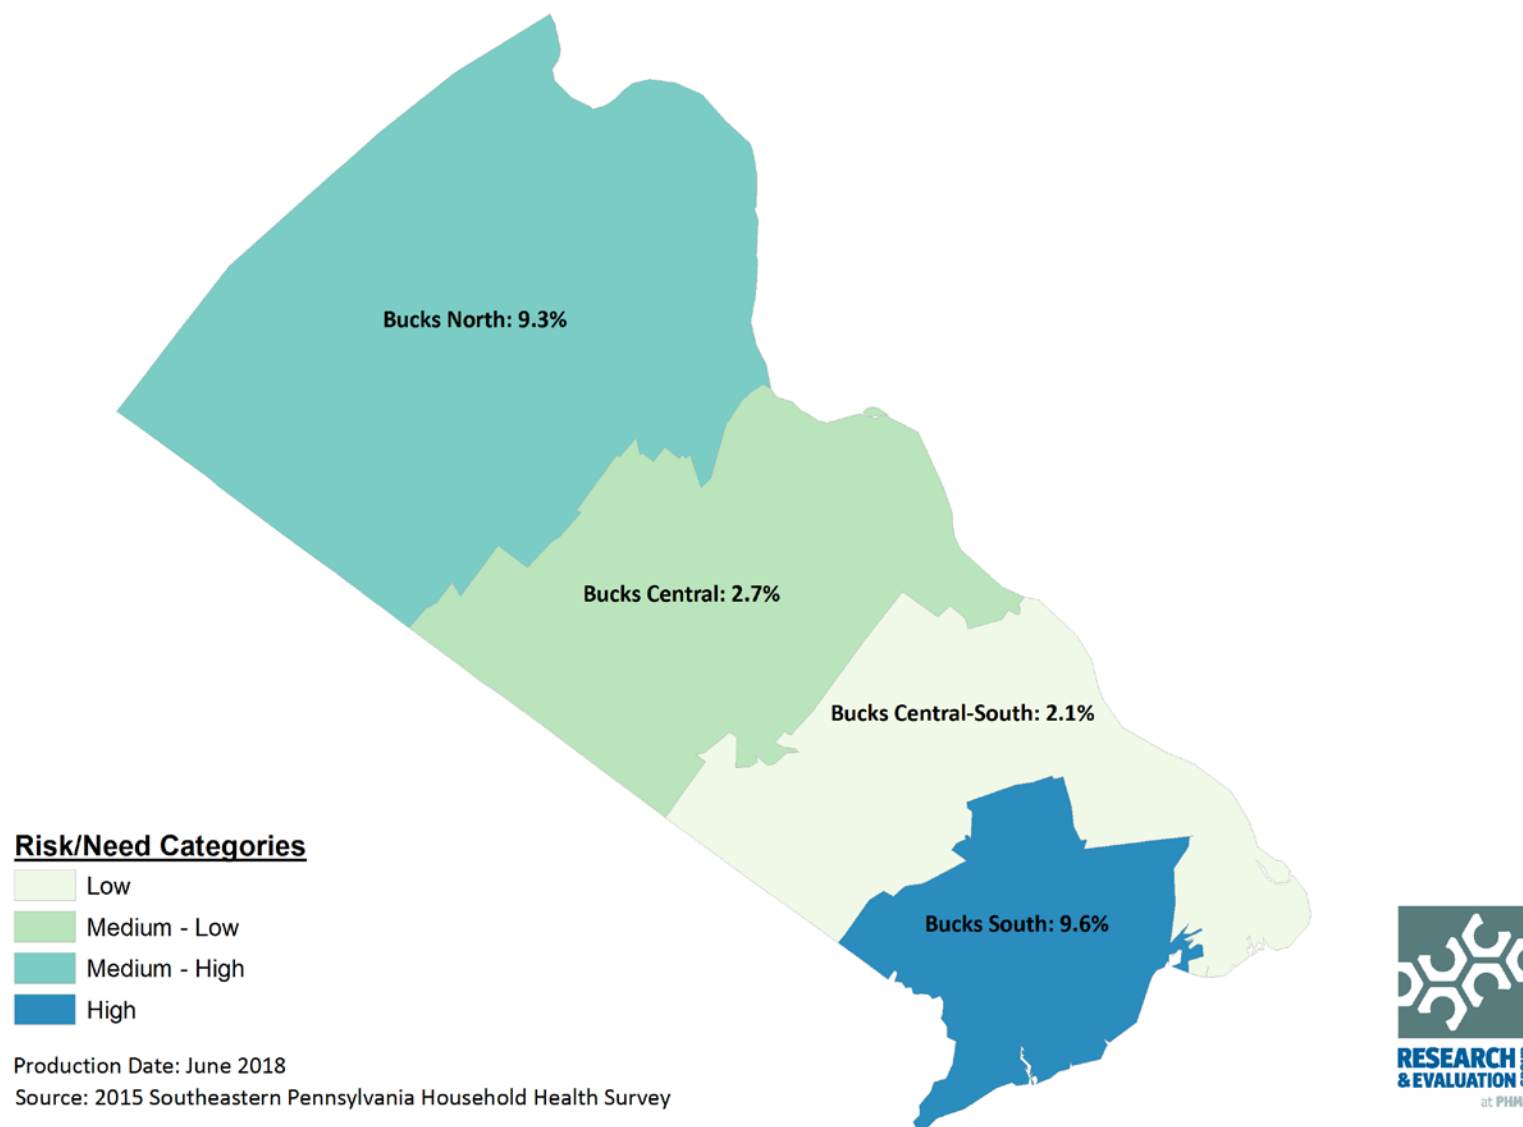 Bucks North: 9.3%
Bucks Central: 2.7%
Bucks Central-South: 2.1%
Bucks South: 9.6%
Risk/Need Categories
Low
Medium - Low
Medium - High
High
Production Date: June 2018
Source: 2015 Southeastern Pennsylvania Household Health Survey
RESEARCH
& EVALUATION
at PHM